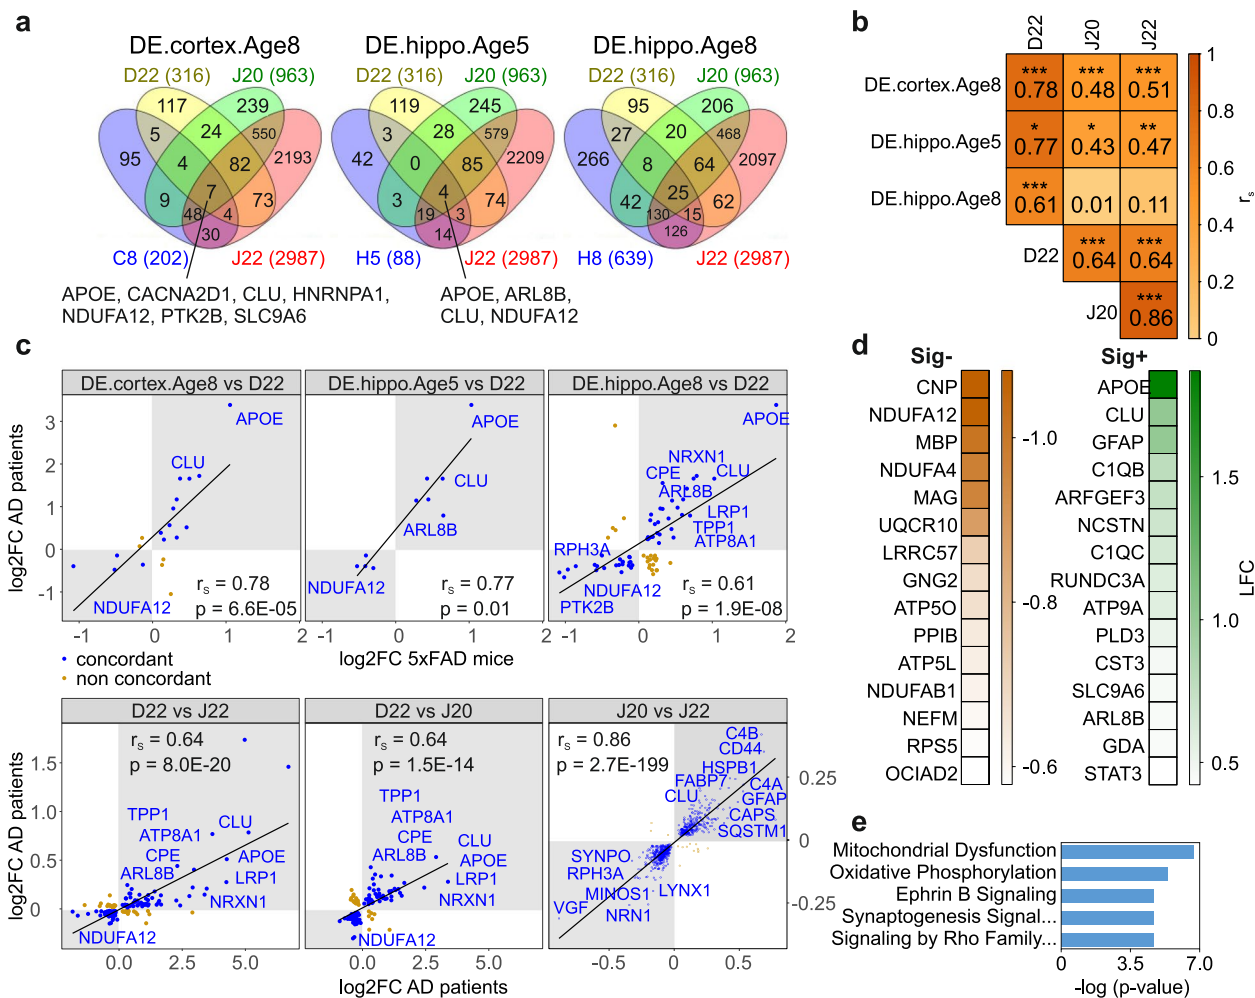 a
DE.cortex.Age8
DE.hippo.Age5
DE.hippo.Age8
D22 (316)
J20 (963)
D22 (316)
J20 (963)
D22 (316)
J20 (963)
117
239
5
24
550
95
4
82
2193
9
7
73
48
4
30
119
245
3
28
579
42
0
85
2209
3
4
74
19
3
14
95
206
27
20
468
266
8
64
2097
42
25
62
130
15
126
C8 (202)
J22 (2987)
H5 (88)
J22 (2987)
H8 (639)
J22 (2987)
APOE, CACNA2D1, CLU, HNRNPA1,
NDUFA12, PTK2B, SLC9A6
APOE, ARL8B,
CLU, NDUFA12
b
D22
J20
J22
DE.cortex.Age8
*** 0.78
*** 0.48
*** 0.51
DE.hippo.Age5
* 0.77
* 0.43
** 0.47
DE.hippo.Age8
*** 0.61
0.01
0.11
D22
*** 0.64
*** 0.64
J20
*** 0.86
1
0.8
0.6
0.4
0.2
0
rs
c
DE.cortex.Age8 vs D22
DE.hippo.Age5 vs D22
DE.hippo.Age8 vs D22
log2FC AD patients
3
2
1
0
-1
APOE
CLU
NDUFA12
rs = 0.78
p = 6.6E-05
APOE
CLU
ARL8B
NDUFA12
rs = 0.77
p = 0.01
APOE
NRXN1
CPE
CLU
ARL8B
LRP1
TPP1
ATP8A1
RPH3A
NDUFA12
PTK2B
rs = 0.61
p = 1.9E-08
-1
0
1
2
-1
0
1
2
-1
0
1
2
log2FC 5xFAD mice
concordant
non concordant
D22 vs J22
D22 vs J20
J20 vs J22
log2FC AD patients
1.5
1.0
0.5
0
rs = 0.64
p = 8.0E-20
TPP1
ATP8A1
CLU
CPE
APOE
ARL8B
LRP1
NRXN1
NDUFA12
rs = 0.64
p = 1.5E-14
TPP1
ATP8A1
CPE
CLU
ARL8B
APOE
LRP1
NRXN1
NDUFA12
rs = 0.86
p = 2.7E-199
C4B
CD44
HSPB1
FABP7
C4A
CLU
GFAP
CAPS
SQSTM1
SYNPO
RPH3A
MINOS1
LYNX1
VGF
NRN1
0.25
0
-0.25
0.0
2.5
5.0
0.0
2.5
5.0
-0.5
0.0
0.5
log2FC AD patients
d
Sig-
CNP
NDUFA12
MBP
NDUFA4
MAG
UQCR10
LRRC57
GNG2
ATP5O
PPIB
ATP5L
NDUFAB1
NEFM
RPS5
OCIAD2
-1.0
-0.8
-0.6
Sig+
APOE
CLU
GFAP
C1QB
ARFGEF3
NCSTN
C1QC
RUNDC3A
ATP9A
PLD3
CST3
SLC9A6
ARL8B
GDA
STAT3
1.5
1.0
0.5
LFC
e
Mitochondrial Dysfunction
Oxidative Phosphorylation
Ephrin B Signaling
Synaptogenesis Signal...
Signaling by Rho Family...
0
3.5
7.0
-log (p-value)